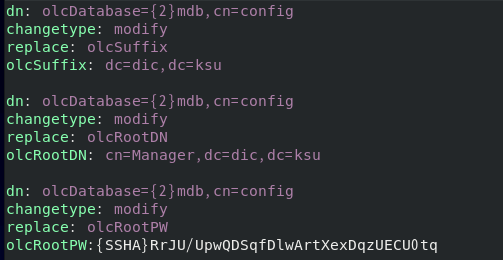 dn: olcDatabase={2}mdb,cn=config
changetype: modify
replace: olcSuffix
olcSuffix: dc=dic,dc=ksu

dn: olcDatabase={2}mdb,cn=config
changetype: modify
replace: olcRootDN
olcRootDN: cn=Manager,dc=dic,dc=ksu

dn: olcDatabase={2}mdb,cn=config
changetype: modify
replace: olcRootPW
olcRootPW:{SSHA}RrJU/UpwQDSqfDlwArtXexDqzUECU0tq